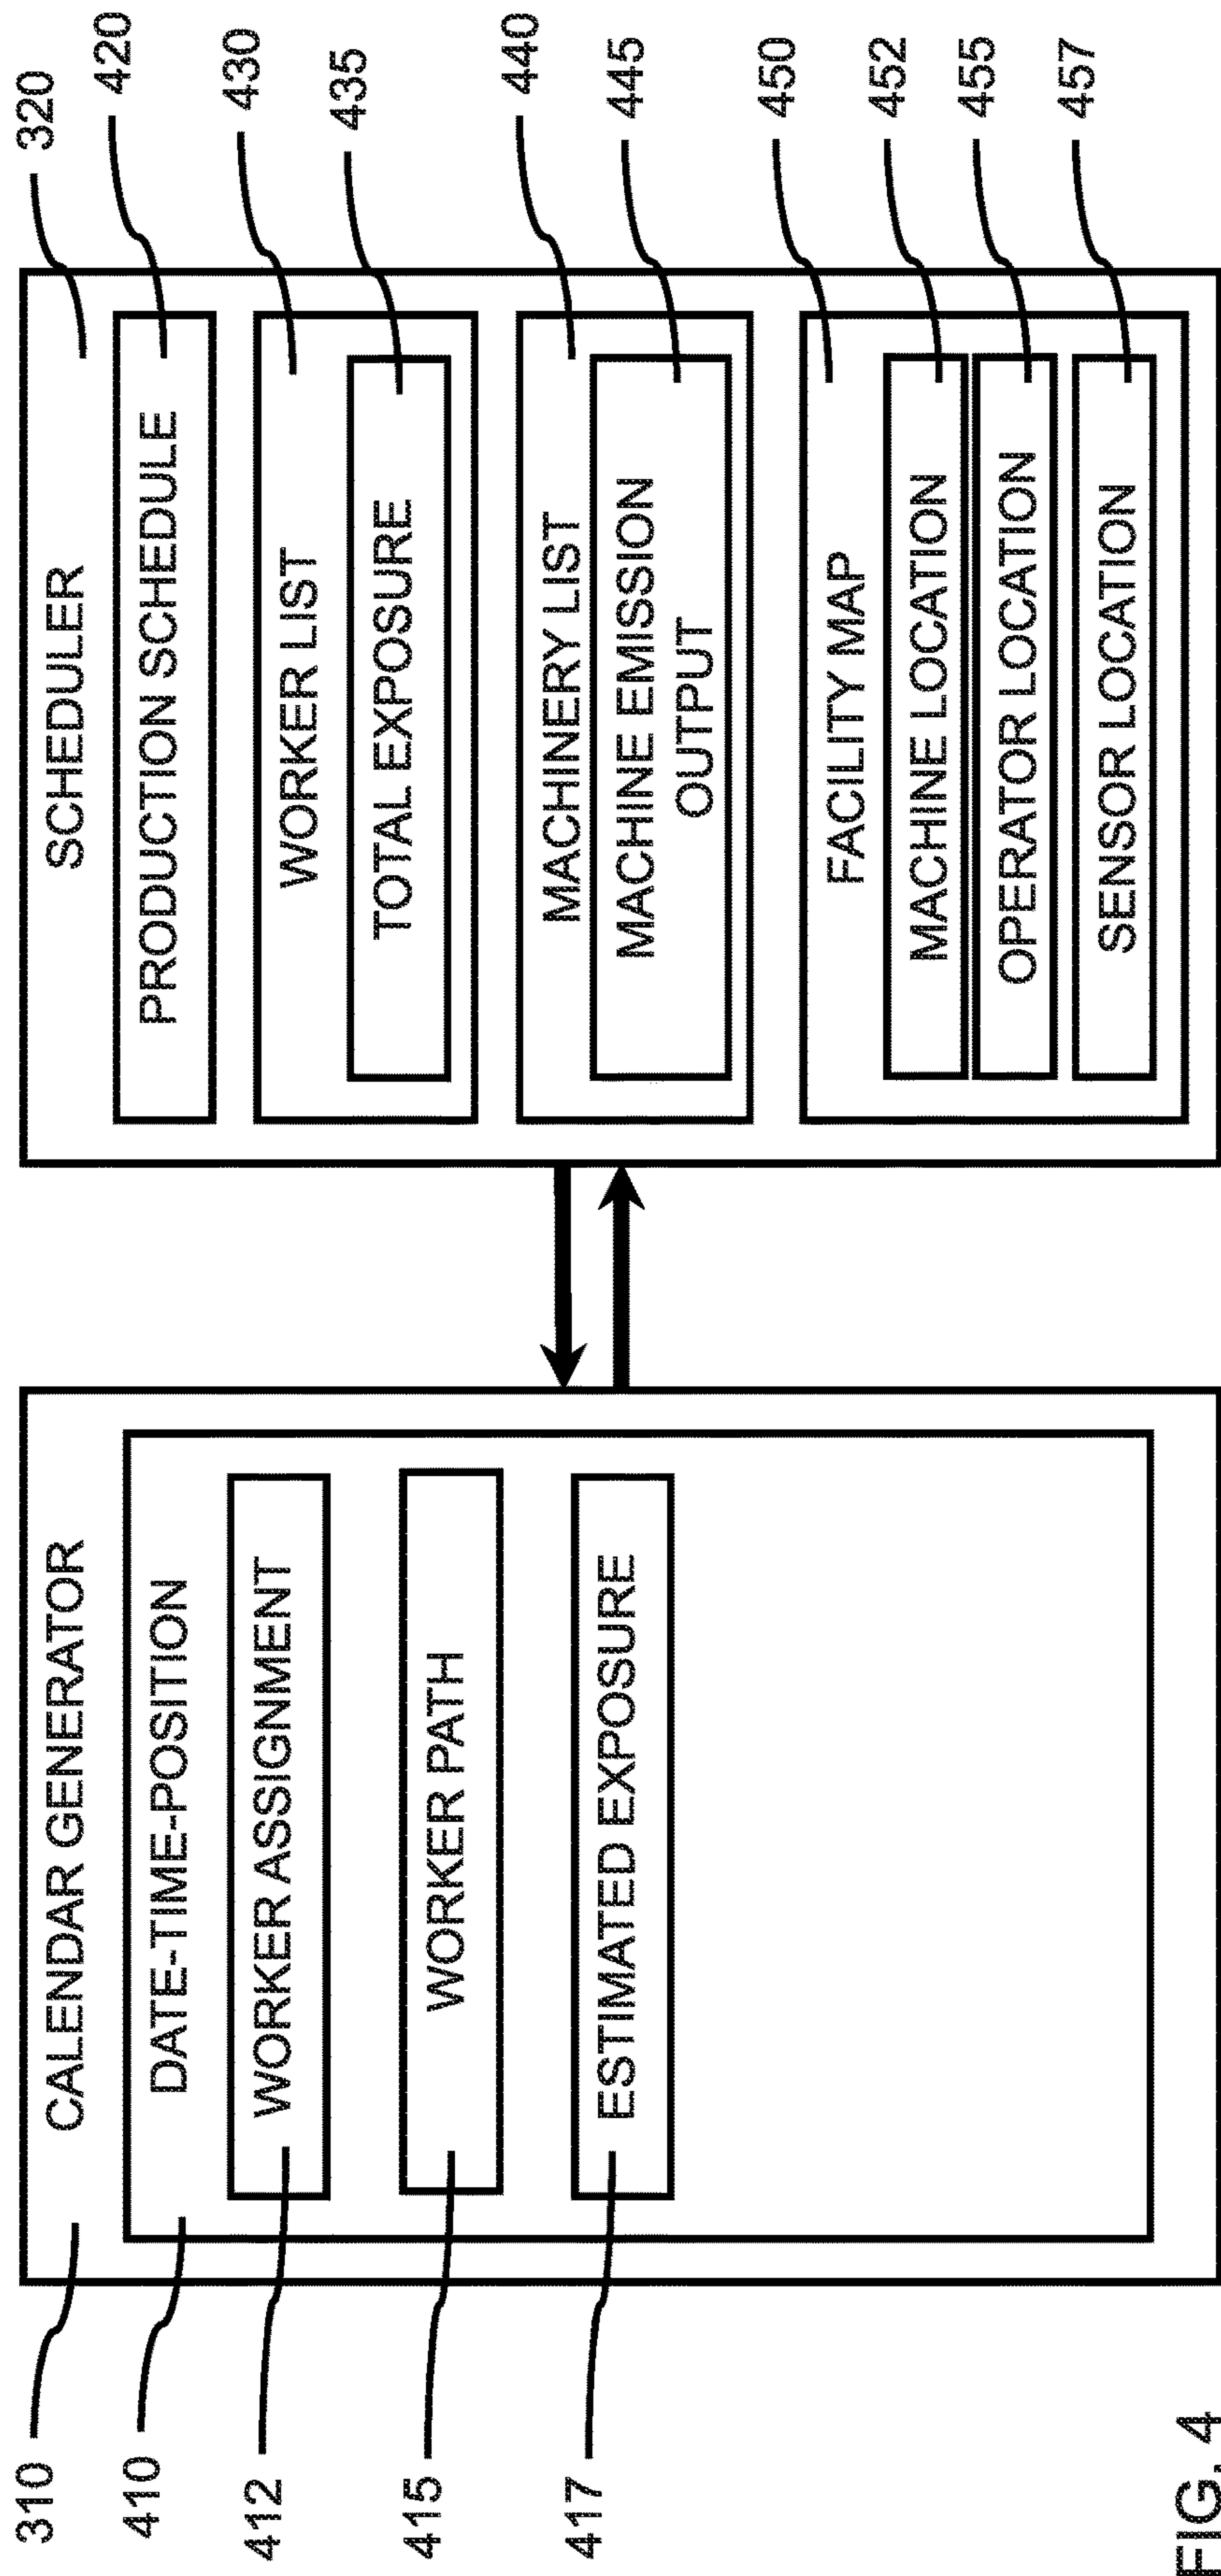 310
CALENDAR GENERATOR
410
DATE-TIME-POSITION
412
WORKER ASSIGNMENT
415
WORKER PATH
417
ESTIMATED EXPOSURE
SCHEDULER
320
PRODUCTION SCHEDULE
420
WORKER LIST
430
TOTAL EXPOSURE
435
MACHINERY LIST
440
MACHINE EMISSION
OUTPUT
445
FACILITY MAP
450
MACHINE LOCATION
452
OPERATOR LOCATION
455
SENSOR LOCATION
457
FIG. 4